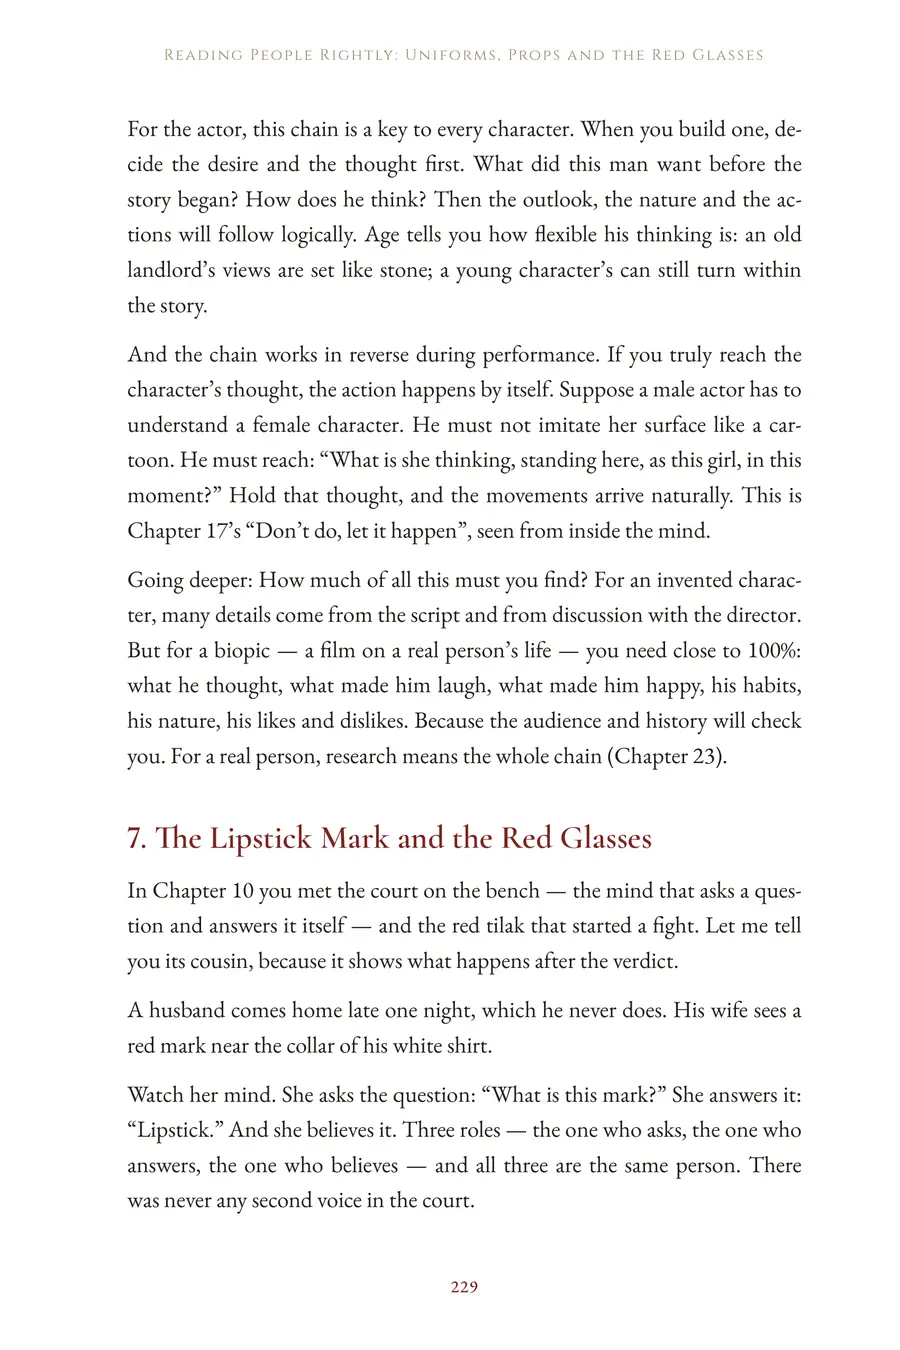 Reading People Rightly: Uniforms, Props and the Red Glasses
For the actor, this chain is a key to every character. When you build one, de-
cide the desire and the thought first. What did this man want before the
story began? How does he think? Then the outlook, the nature and the ac-
tions will follow logically. Age tells you how flexible his thinking is: an old
landlord’s views are set like stone; a young character’s can still turn within
the story.
And the chain works in reverse during performance. If you truly reach the
character’s thought, the action happens by itself. Suppose a male actor has to
understand a female character. He must not imitate her surface like a car-
toon. He must reach: “What is she thinking, standing here, as this girl, in this
moment?” Hold that thought, and the movements arrive naturally. This is
Chapter 17’s “Don’t do, let it happen”, seen from inside the mind.
Going deeper: How much of all this must you find? For an invented charac-
ter, many details come from the script and from discussion with the director.
But for a biopic — a film on a real person’s life — you need close to 100%:
what he thought, what made him laugh, what made him happy, his habits,
his nature, his likes and dislikes. Because the audience and history will check
you. For a real person, research means the whole chain (Chapter 23).
7. The Lipstick Mark and the Red Glasses
In Chapter 10 you met the court on the bench — the mind that asks a ques-
tion and answers it itself — and the red tilak that started a fight. Let me tell
you its cousin, because it shows what happens after the verdict.
A husband comes home late one night, which he never does. His wife sees a
red mark near the collar of his white shirt.
Watch her mind. She asks the question: “What is this mark?” She answers it:
“Lipstick.” And she believes it. Three roles — the one who asks, the one who
answers, the one who believes — and all three are the same person. There
was never any second voice in the court.
229